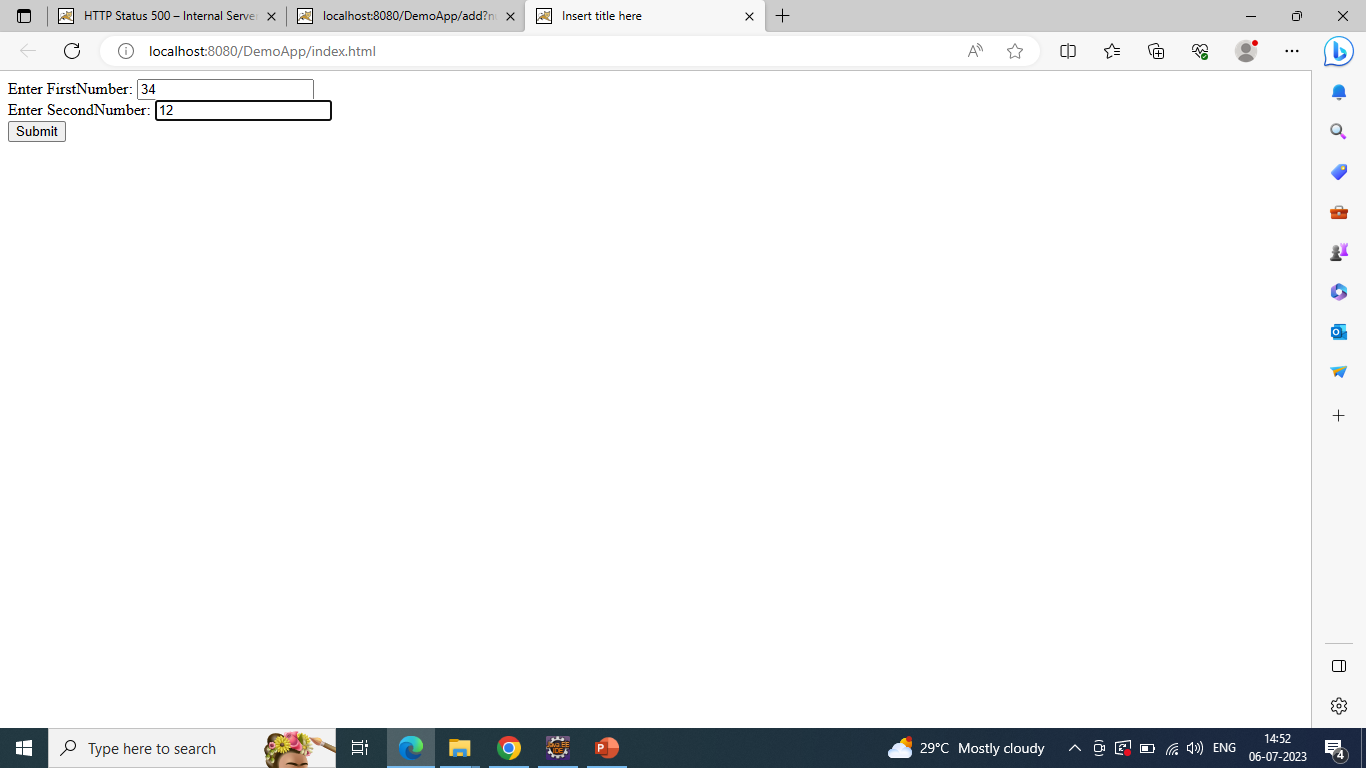 HTTP Status 500 – Internal Server
localhost:8080/DemoApp/add?nu
Insert title here
localhost:8080/DemoApp/index.html
Enter FirstNumber: 34
Enter SecondNumber: 12
Submit
Type here to search
29°C Mostly cloudy
ENG
14:52
06-07-2023
4